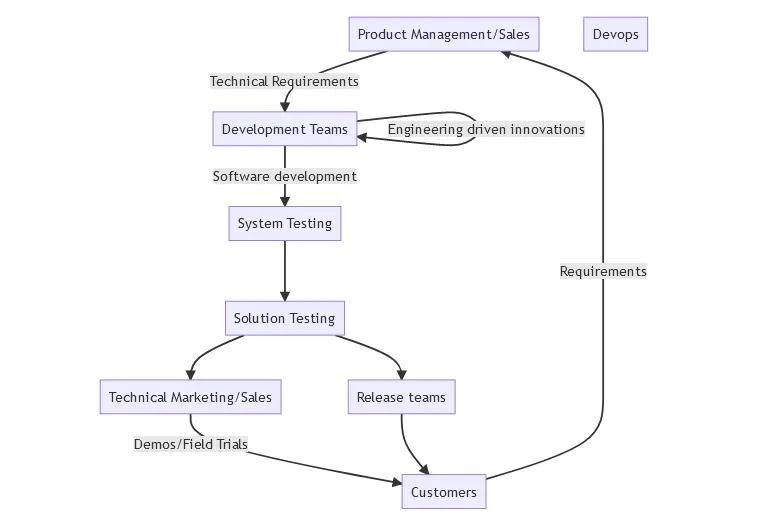 Product Management/Sales
Devops
Technical Requirements
Development Teams
Engineering driven innovations
Software development
System Testing
Requirements
Solution Testing
Technical Marketing/Sales
Release teams
Demos/Field Trials
Customers